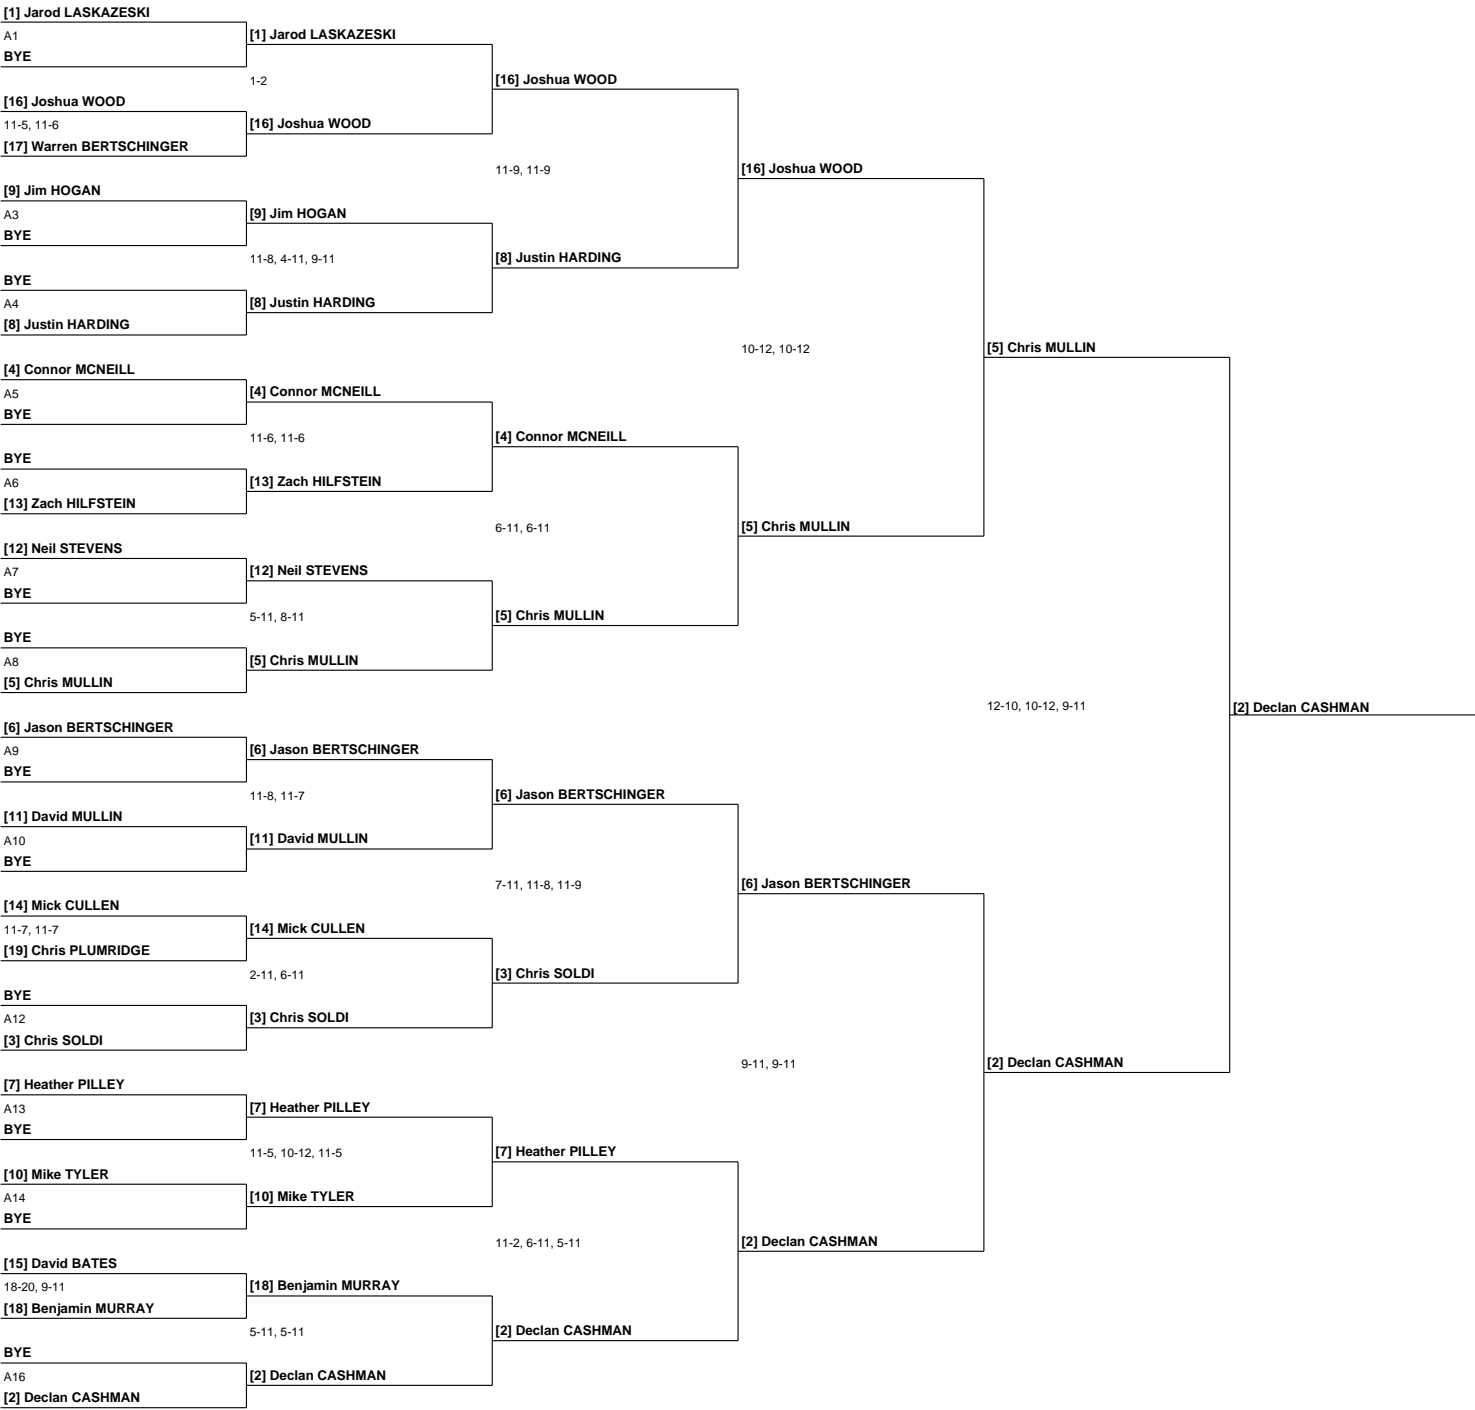 [1] Jarod LASKAZESKI
A1
[1] Jarod LASKAZESKI
BYE
1-2
[16] Joshua WOOD
[16] Joshua WOOD
11-5, 11-6
[16] Joshua WOOD
[17] Warren BERTSCHINGER
11-9, 11-9
[16] Joshua WOOD
[9] Jim HOGAN
A3
[9] Jim HOGAN
BYE
11-8, 4-11, 9-11
[8] Justin HARDING
BYE
A4
[8] Justin HARDING
[8] Justin HARDING
10-12, 10-12
[5] Chris MULLIN
[4] Connor MCNEILL
A5
[4] Connor MCNEILL
BYE
11-6, 11-6
[4] Connor MCNEILL
BYE
A6
[13] Zach HILFSTEIN
[13] Zach HILFSTEIN
6-11, 6-11
[5] Chris MULLIN
[12] Neil STEVENS
A7
[12] Neil STEVENS
BYE
5-11, 8-11
[5] Chris MULLIN
BYE
A8
[5] Chris MULLIN
[5] Chris MULLIN
12-10, 10-12, 9-11
[2] Declan CASHMAN
[6] Jason BERTSCHINGER
A9
[6] Jason BERTSCHINGER
BYE
11-8, 11-7
[6] Jason BERTSCHINGER
[11] David MULLIN
A10
[11] David MULLIN
BYE
7-11, 11-8, 11-9
[6] Jason BERTSCHINGER
[14] Mick CULLEN
11-7, 11-7
[14] Mick CULLEN
[19] Chris PLUMRIDGE
2-11, 6-11
[3] Chris SOLDI
BYE
A12
[3] Chris SOLDI
[3] Chris SOLDI
9-11, 9-11
[2] Declan CASHMAN
[7] Heather PILLEY
A13
[7] Heather PILLEY
BYE
11-5, 10-12, 11-5
[7] Heather PILLEY
[10] Mike TYLER
A14
[10] Mike TYLER
BYE
11-2, 6-11, 5-11
[2] Declan CASHMAN
[15] David BATES
18-20, 9-11
[18] Benjamin MURRAY
[18] Benjamin MURRAY
5-11, 5-11
[2] Declan CASHMAN
BYE
A16
[2] Declan CASHMAN
[2] Declan CASHMAN